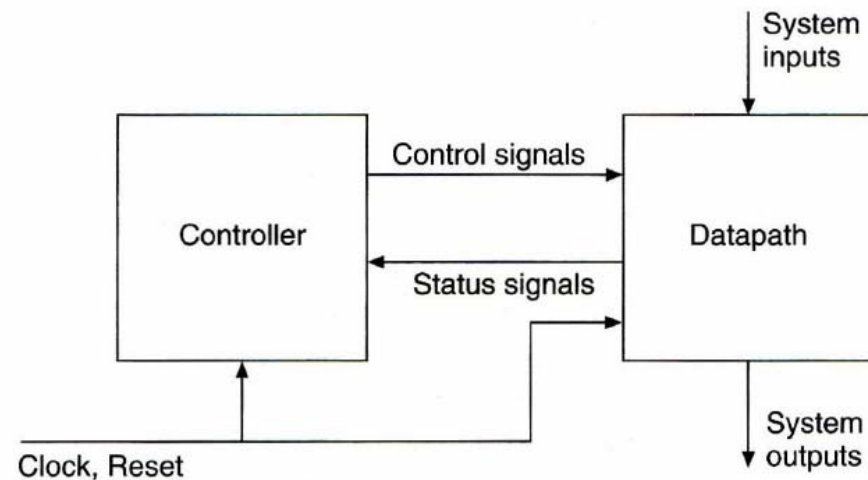 System
inputs
Control signals
Controller
Datapath
Status signals
Clock, Reset
System
outputs